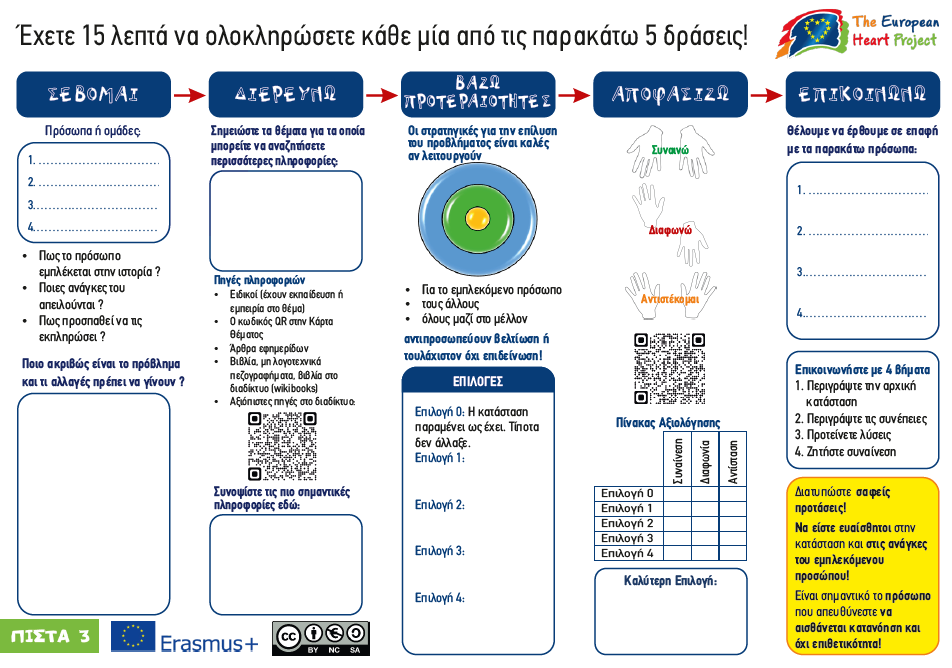 Έχετε 15 λεπτά να ολοκληρώσετε κάθε μία από τις παρακάτω 5 δράσεις!
The European
Heart Project
ΣΕΒΟΜΑΙ
Πρόσωπα ή ομάδες:
1.
2.
3.
4.
• Πως το πρόσωπο
εμπλέκεται στην ιστορία ?
• Ποιες ανάγκες του
απειλούνται ?
• Πως προσπαθεί να τις
εκπληρώσει ?
Ποιο ακριβώς είναι το πρόβλημα
και τι αλλαγές πρέπει να γίνουν ?
ΔΙΕΡΕΥΝΩ
Σημειώστε τα θέματα για τα οποία
μπορείτε να αναζητήσετε
περισσότερες πληροφορίες:
Πηγές πληροφοριών
• Ειδικοί (έχουν εκπαίδευση ή
εμπειρία στο θέμα)
• Ο κωδικός QR στην Κάρτα
θέματος
• Άρθρα εφημερίδων
• Βιβλία, μη λογοτεχνικά
πεζογραφήματα, βιβλία στο
διαδίκτυο (wikibooks)
• Αξιόπιστες πηγές στο διαδίκτυο:
Συνοψίστε τις πιο σημαντικές
πληροφορίες εδώ:
ΒΑΖΩ
ΠΡΟΤΕΡΑΙΟΤΗΤΕΣ
Οι στρατηγικές για την επίλυση
του προβλήματος είναι καλές
αν λειτουργούν
• Για το εμπλεκόμενο πρόσωπο
• τους άλλους
• όλους μαζί στο μέλλον
αντιπροσωπεύουν βελτίωση ή
τουλάχιστον όχι επιδείνωση!
ΕΠΙΛΟΓΕΣ
Επιλογή 0: Η κατάσταση
παραμένει ως έχει. Τίποτα
δεν άλλαξε.
Επιλογή 1:
Επιλογή 2:
Επιλογή 3:
Επιλογή 4:
ΑΠΟΦΑΣΙΖΩ
Συναινώ
Διαφωνώ
Αντιστέκομαι
Πίνακας Αξιολόγησης
Συναίνεση
Διαφωνία
Αντίσταση
Επιλογή 0
Επιλογή 1
Επιλογή 2
Επιλογή 3
Επιλογή 4
Καλύτερη Επιλογή:
ΕΠΙΚΟΙΝΩΝΩ
Θέλουμε να έρθουμε σε επαφή
με τα παρακάτω πρόσωπα:
1.
2.
3.
4.
Επικοινωνήστε με 4 βήματα
1. Περιγράψτε την αρχική
κατάσταση
2. Περιγράψτε τις συνέπειες
3. Προτείνετε λύσεις
4. Ζητήστε συναίνεση
Διατυπώστε σαφείς
προτάσεις!
Να είστε ευαίσθητοι στην
κατάσταση και στις ανάγκες
του εμπλεκόμενου
προσώπου!
Είναι σημαντικό το πρόσωπο
που απευθύνεστε να
αισθάνεται κατανόηση και
όχι επιθετικότητα!
ΠΙΣΤΑ 3
Erasmus+
CC
BY NC SA